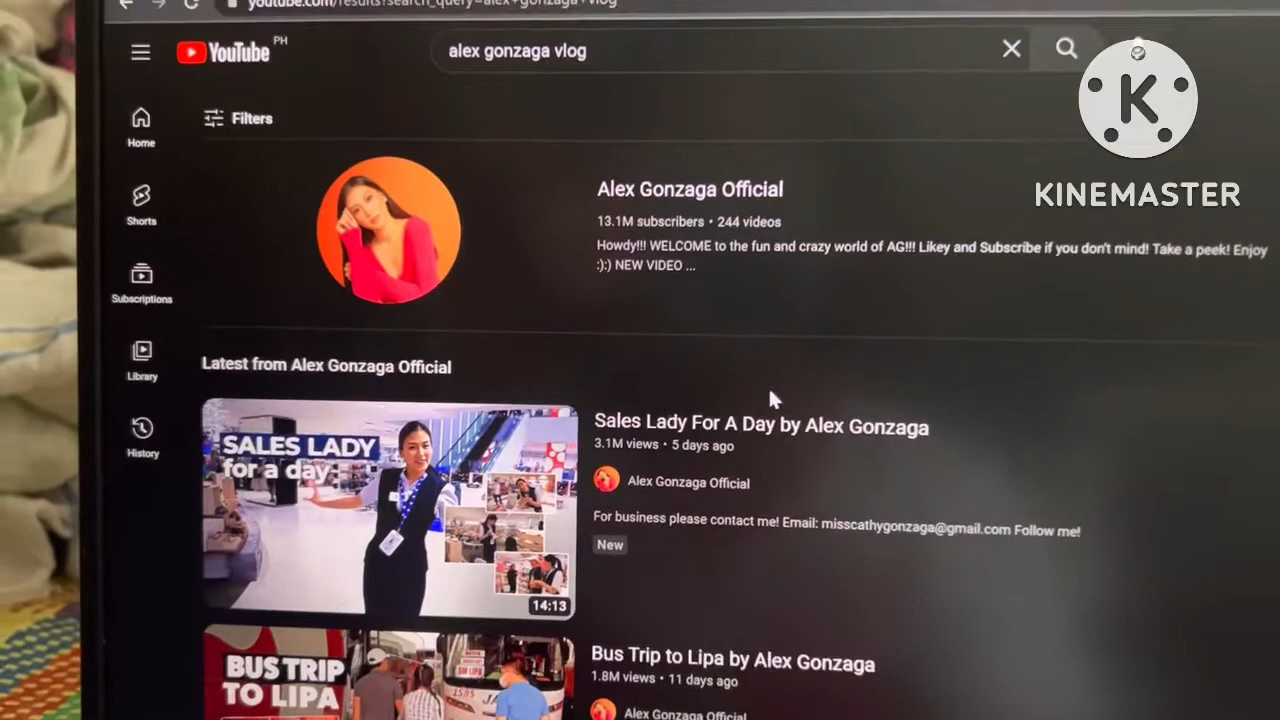 youtube.com/results?search_query=alex+gonzaga+vlog
YouTube PH
alex gonzaga vlog
K
KINEMASTER
Home
Shorts
Subscriptions
Library
History
Filters
Alex Gonzaga Official
13.1M subscribers • 244 videos
Howdy!!! WELCOME to the fun and crazy world of AG!!! Likey and Subscribe if you don't mind! Take a peek! Enjoy
:):) NEW VIDEO ...
Latest from Alex Gonzaga Official
SALES LADY
for a day
14:13
Sales Lady For A Day by Alex Gonzaga
3.1M views • 5 days ago
Alex Gonzaga Official
For business please contact me! Email: misscathygonzaga@gmail.com Follow me!
New
BUS TRIP
TO LIPA
Bus Trip to Lipa by Alex Gonzaga
1.8M views • 11 days ago
Alex Gonzaga Official